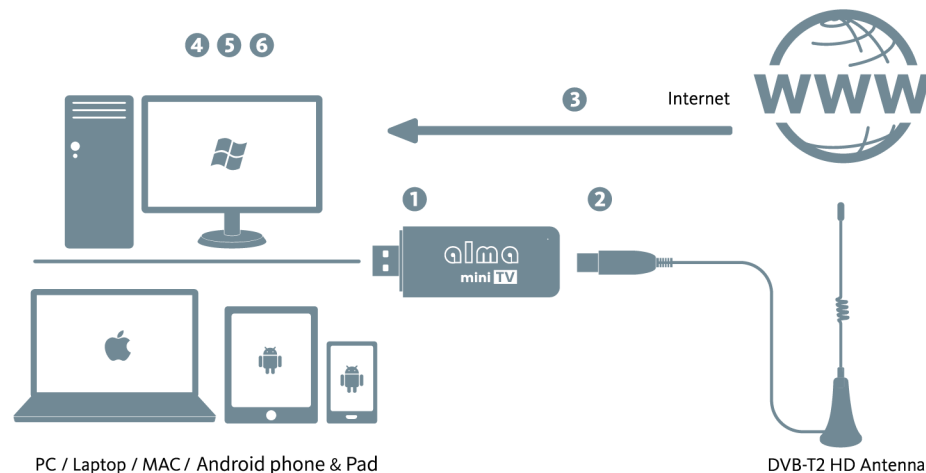 4 5 6
3
Internet
WWW
1
2
alma
mini TV
PC / Laptop / MAC / Android phone & Pad
DVB-T2 HD Antenna